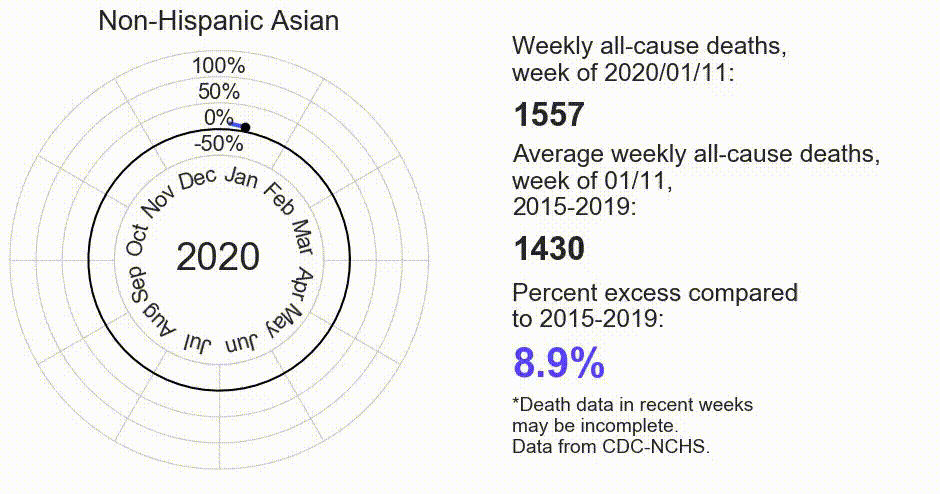 Non-Hispanic Asian
100%
50%
0%
-50%
Jan
Feb
Mar
Apr
May
Jun
Jul
Aug
Sep
Oct
Nov
Dec
2020
Weekly all-cause deaths,
week of 2020/01/11:
1557
Average weekly all-cause deaths,
week of 01/11,
2015-2019:
1430
Percent excess compared
to 2015-2019:
8.9%
*Death data in recent weeks
may be incomplete.
Data from CDC-NCHS.